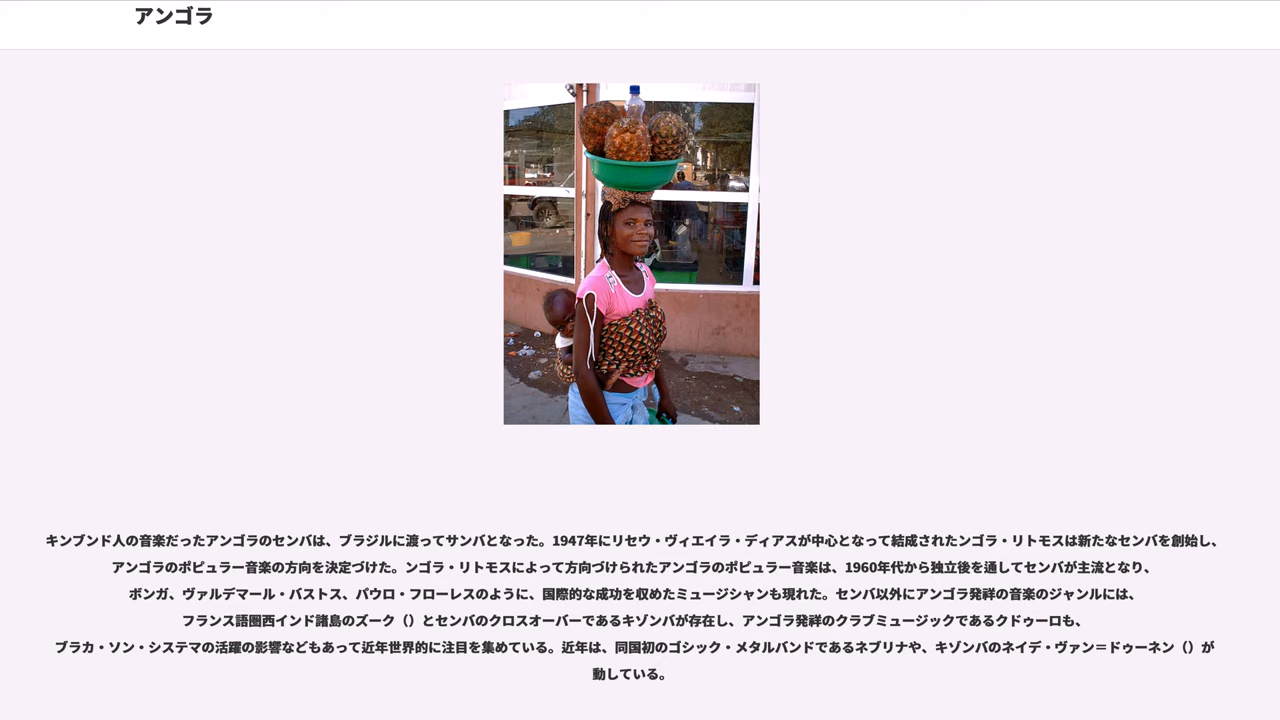 アンゴラ
キンブンド人の音楽だったアンゴラのセンバは、ブラジルに渡ってサンバとなった。1947年にリセウ・ヴィエイラ・ディアスが中心となって結成されたンゴラ・リトモスは新たなセンバを創始し、
アンゴラのポピュラー音楽の方向を決定づけた。ンゴラ・リトモスによって方向づけられたアンゴラのポピュラー音楽は、1960年代から独立後を通してセンバが主流となり、
ボンガ、ヴァルデマール・バストス、パウロ・フローレスのように、国際的な成功を収めたミュージシャンも現れた。センバ以外にアンゴラ発祥の音楽のジャンルには、
フランス語圏西インド諸島のズーク（）とセンバのクロスオーバーであるキゾンバが存在し、アンゴラ発祥のクラブミュージックであるクドゥーロも、
ブラカ・ソン・システマの活躍の影響などもあって近年世界的に注目を集めている。近年は、同国初のゴシック・メタルバンドであるネブリナや、キゾンバのネイデ・ヴァン＝ドゥーネン（）が
動している。